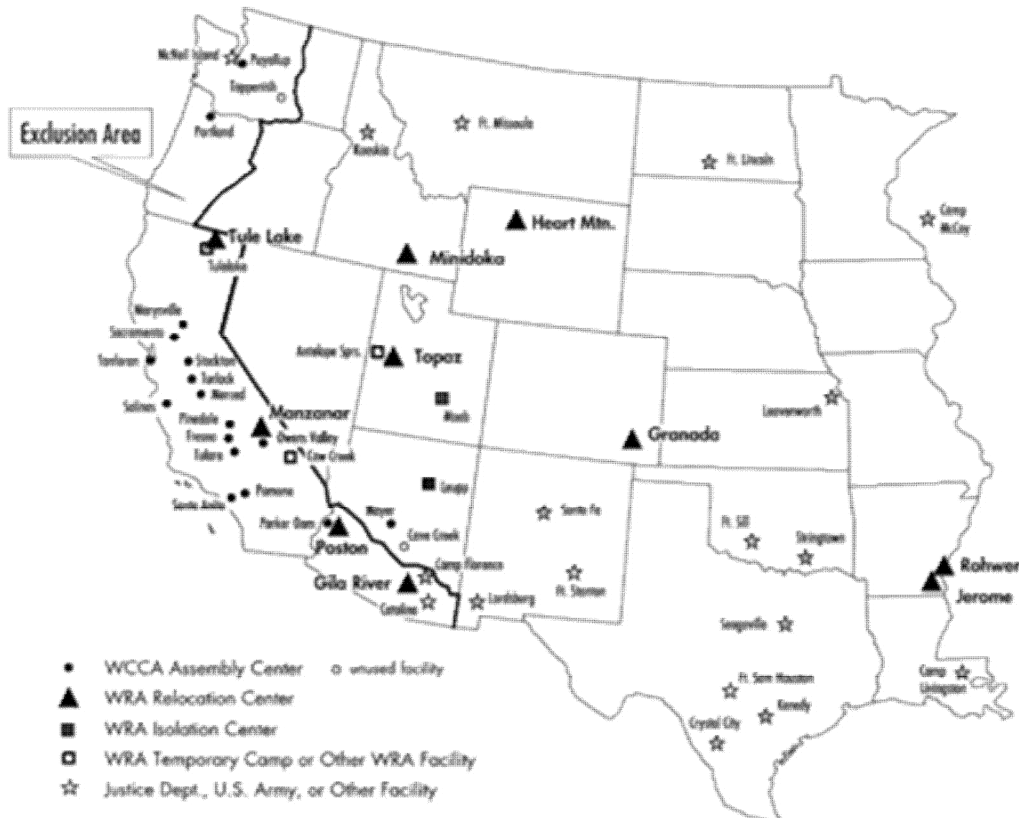 McNeil Island
Puyallup
Toppenish
Portland
Exclusion Area
Kooskia
Ft. Missoula
Ft. Lincoln
Camp
McCoy
Tule Lake
Tulelake
Minidoka
Heart Mtn.
Marysville
Sacramento
Tanforan
Stockton
Turlock
Merced
Salinas
Pinedale
Fresno
Tulare
Manzanar
Owens Valley
Cow Creek
Antelope Sprs.
Topaz
Moab
Leupp
Granada
Leavenworth
Santa Anita
Pomona
Parker Dam
Poston
Mayer
Cave Creek
Camp Florence
Gila River
Catalina
Lordsburg
Santa Fe
Ft. Stanton
Ft. Sill
Stringtown
Rohwer
Jerome
Seagoville
Ft. Sam Houston
Kenedy
Crystal City
Camp
Livingston
WCCA Assembly Center
unused facility
WRA Relocation Center
WRA Isolation Center
WRA Temporary Camp or Other WRA Facility
Justice Dept., U.S. Army, or Other Facility